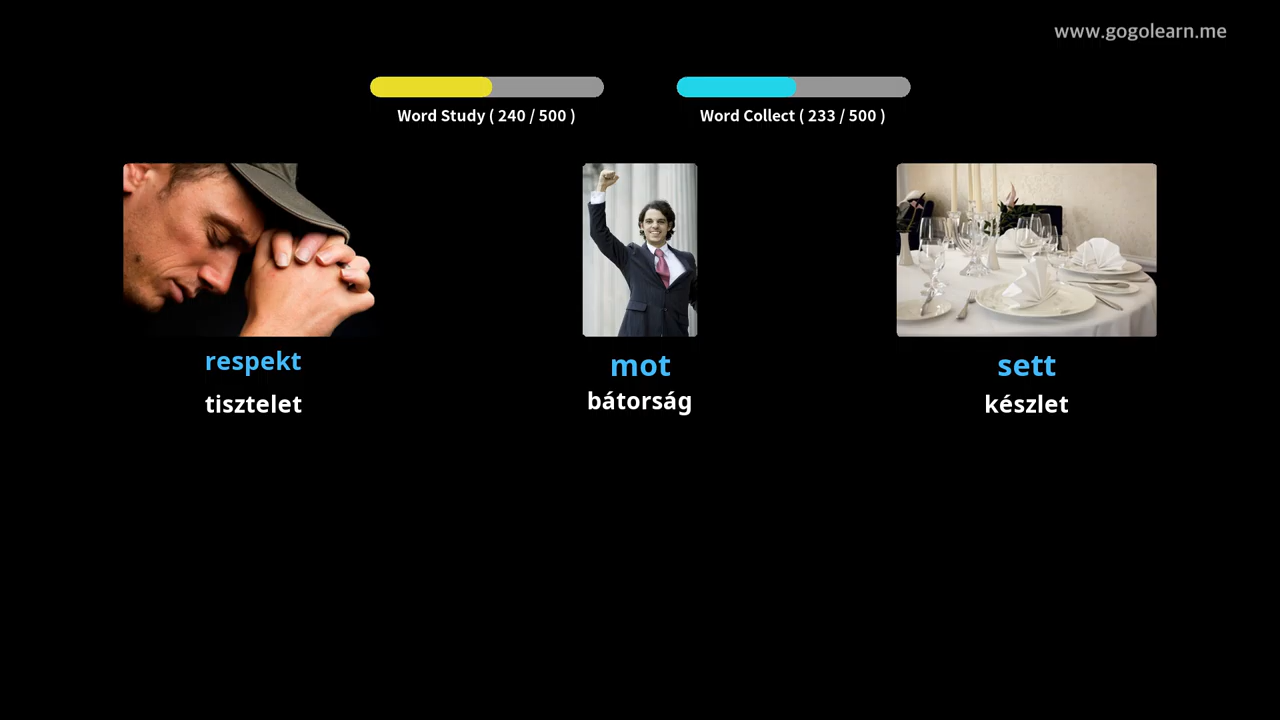 www.gogolearn.me
Word Study ( 240 / 500 )
Word Collect ( 233 / 500 )
respekt
mot
sett
tisztelet
bátorság
készlet